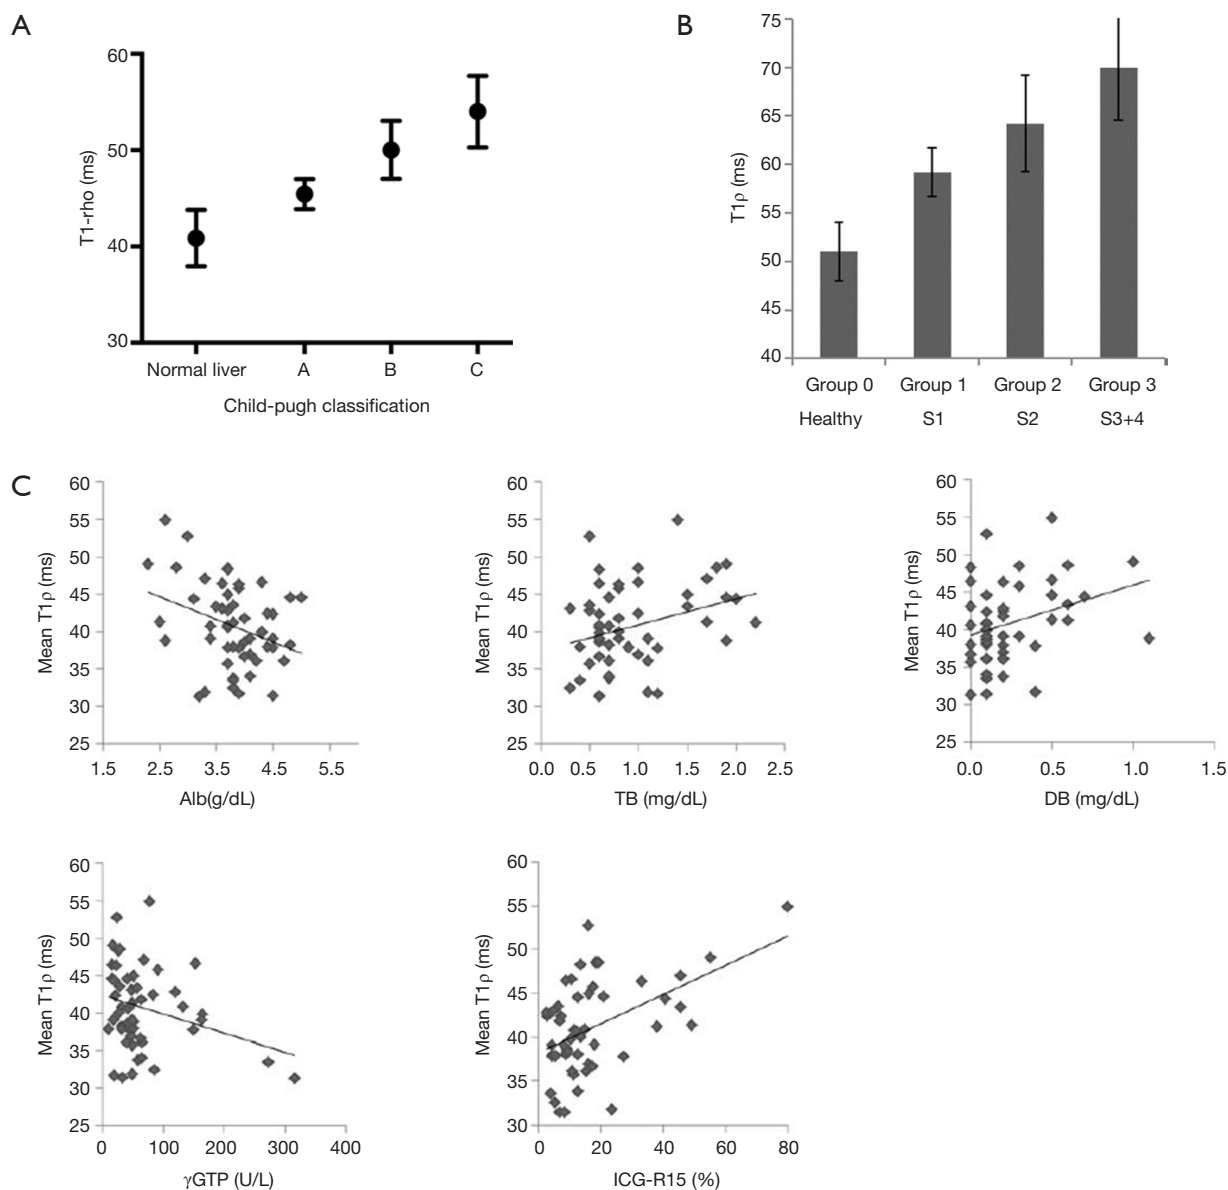 A
60
50
40
30
T1-rho (ms)
Normal liver A B C
Child-pugh classification
B
75
70
65
60
55
50
45
40
T1ρ (ms)
Group 0 Group 1 Group 2 Group 3
Healthy S1 S2 S3+4
C
60
55
50
45
40
35
30
25
Mean T1ρ (ms)
1.5 2.5 3.5 4.5 5.5
Alb(g/dL)
60
55
50
45
40
35
30
25
Mean T1ρ (ms)
0.0 0.5 1.0 1.5 2.0 2.5
TB (mg/dL)
60
55
50
45
40
35
30
25
Mean T1ρ (ms)
0.0 0.5 1.0 1.5
DB (mg/dL)
60
55
50
45
40
35
30
25
Mean T1ρ (ms)
0 100 200 300 400
γGTP (U/L)
60
55
50
45
40
35
30
Mean T1ρ (ms)
0 20 40 60 80
ICG-R15 (%)